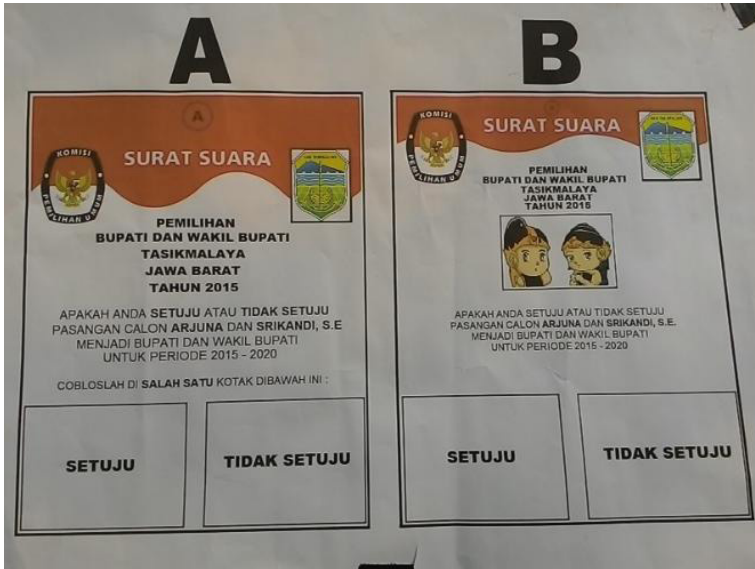 A
A
KOMISI
PEMILIHAN UMUM
SURAT SUARA
PEMILIHAN
BUPATI DAN WAKIL BUPATI
TASIKMALAYA
JAWA BARAT
TAHUN 2015
APAKAH ANDA SETUJU ATAU TIDAK SETUJU
PASANGAN CALON ARJUNA DAN SRIKANDI, S.E
MENJADI BUPATI DAN WAKIL BUPATI
UNTUK PERIODE 2015 - 2020
COBLOSLAH DI SALAH SATU KOTAK DIBAWAH INI :
SETUJU
TIDAK SETUJU
B
KOMISI
PEMILIHAN UMUM
SURAT SUARA
PEMILIHAN
BUPATI DAN WAKIL BUPATI
TASIKMALAYA
JAWA BARAT
TAHUN 2015
APAKAH ANDA SETUJU ATAU TIDAK SETUJU
PASANGAN CALON ARJUNA DAN SRIKANDI, S.E.
MENJADI BUPATI DAN WAKIL BUPATI
UNTUK PERIODE 2015 - 2020
SETUJU
TIDAK SETUJU